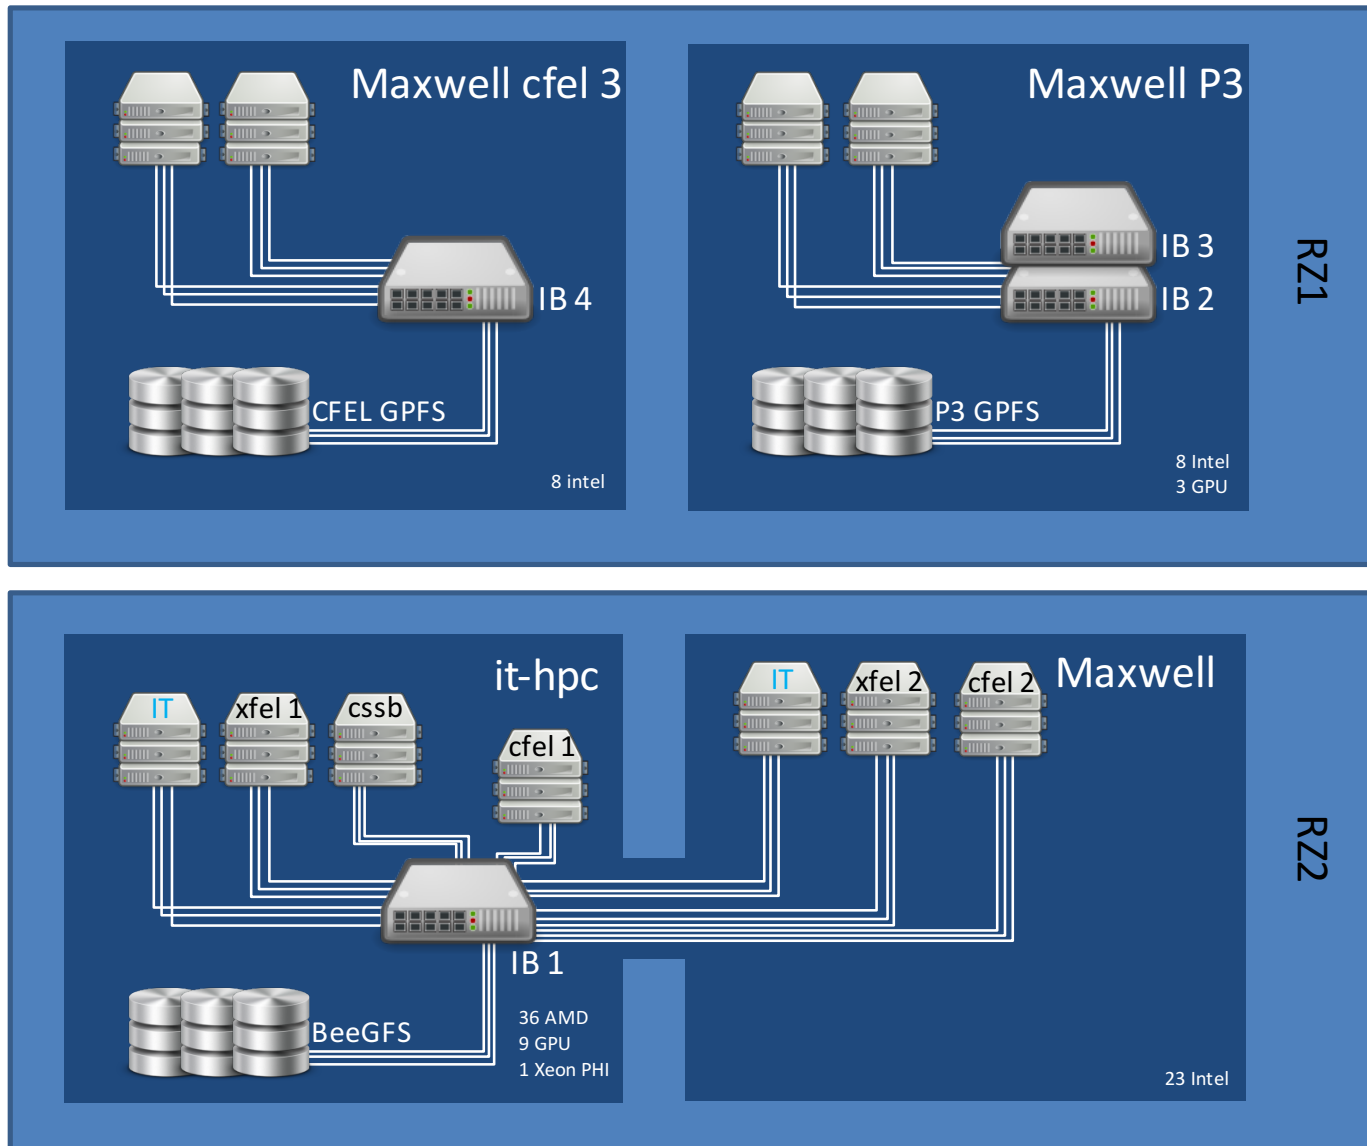 Maxwell cfel 3
IB 4
CFEL GPFS
8 intel
Maxwell P3
IB 3
IB 2
P3 GPFS
8 Intel
3 GPU
RZ1
it-hpc
IT
xfel 1
cssb
cfel 1
IB 1
BeeGFS
36 AMD
9 GPU
1 Xeon PHI
Maxwell
IT
xfel 2
cfel 2
23 Intel
RZ2